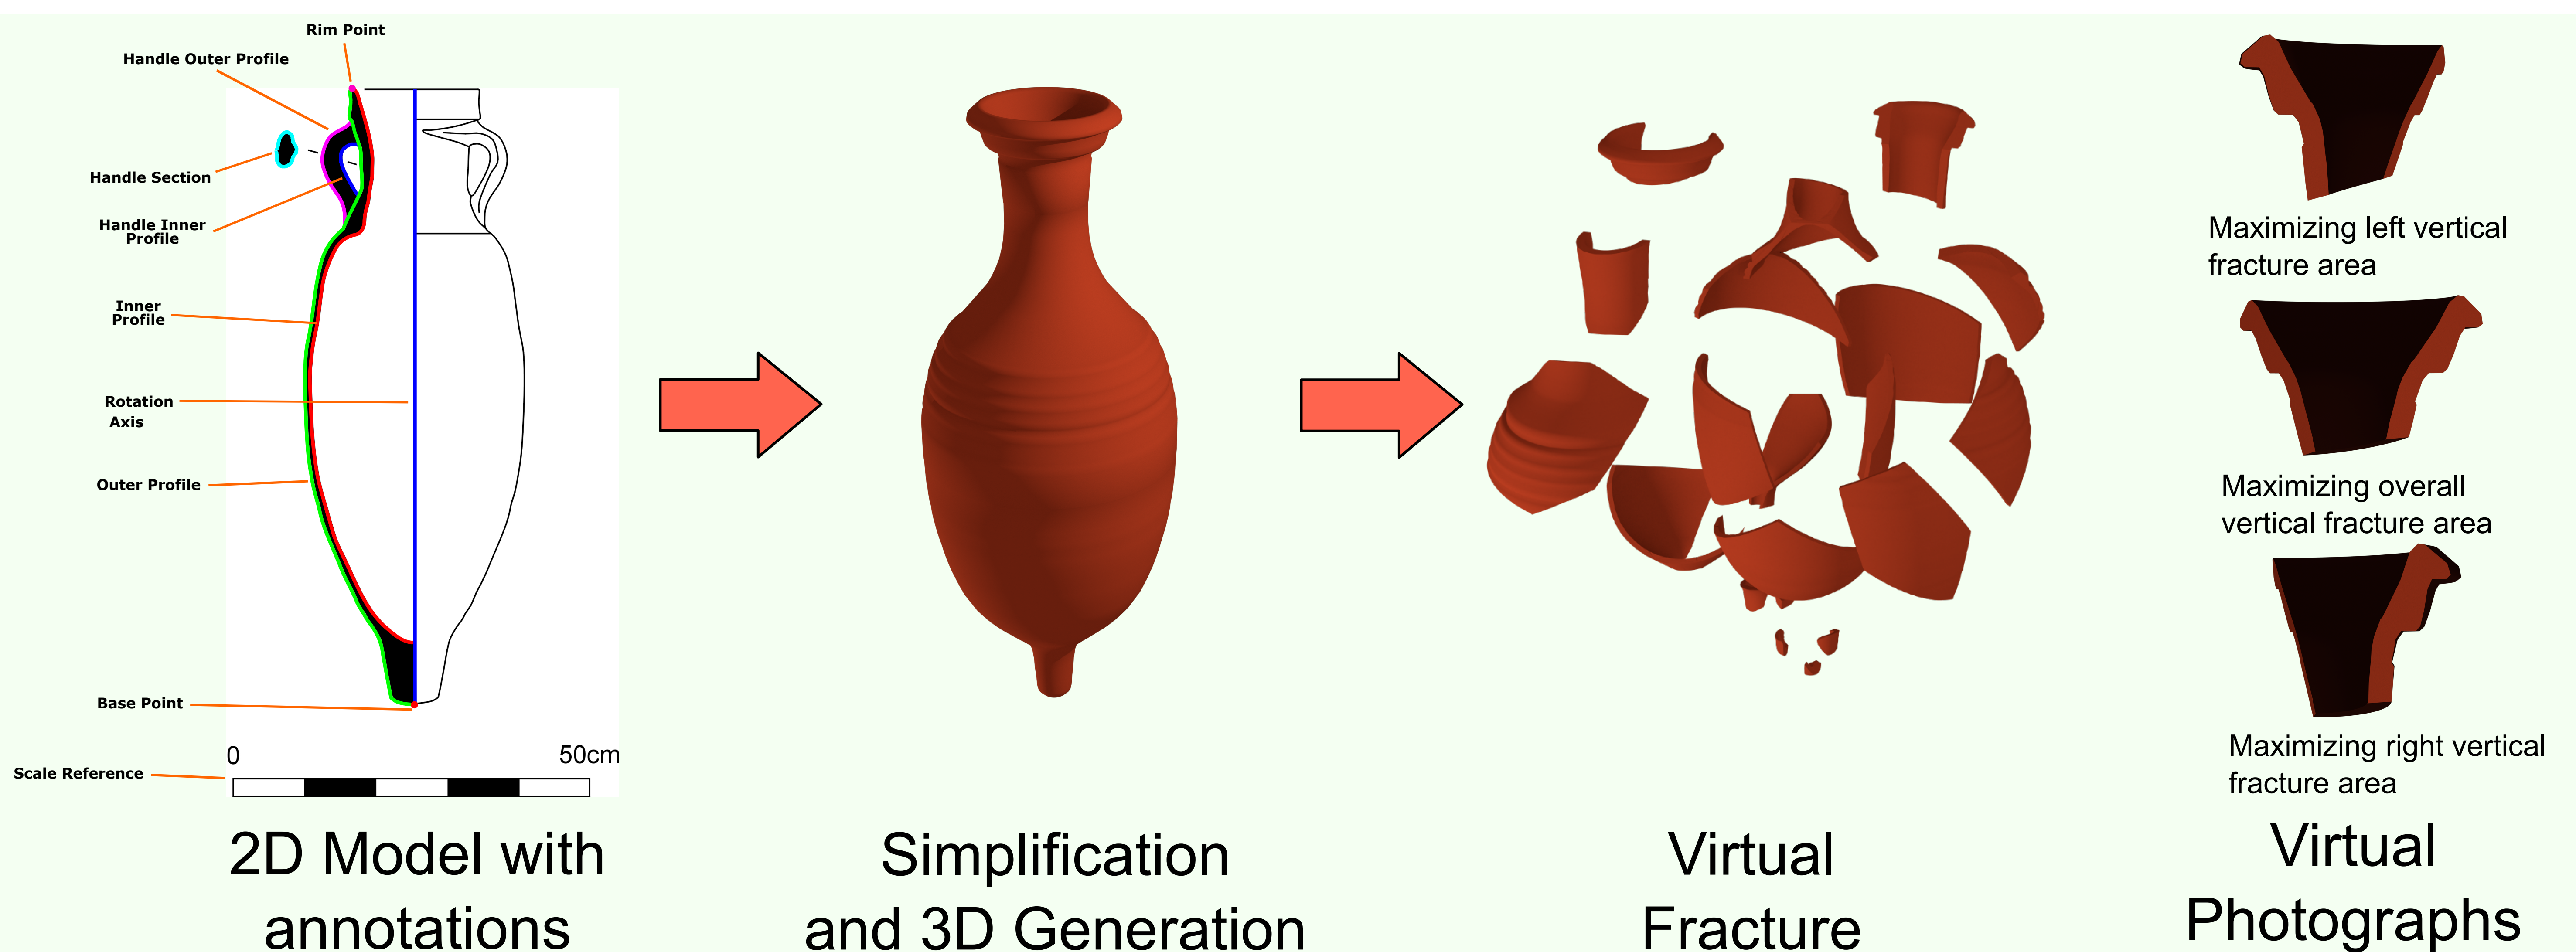 Rim Point
Handle Outer Profile
Handle Section
Handle Inner
Profile
Inner
Profile
Rotation
Axis
Outer Profile
Base Point
0
50cm
Scale Reference
2D Model with
annotations
Simplification
and 3D Generation
Virtual
Fracture
Maximizing left vertical
fracture area
Maximizing overall
vertical fracture area
Maximizing right vertical
fracture area
Virtual
Photographs